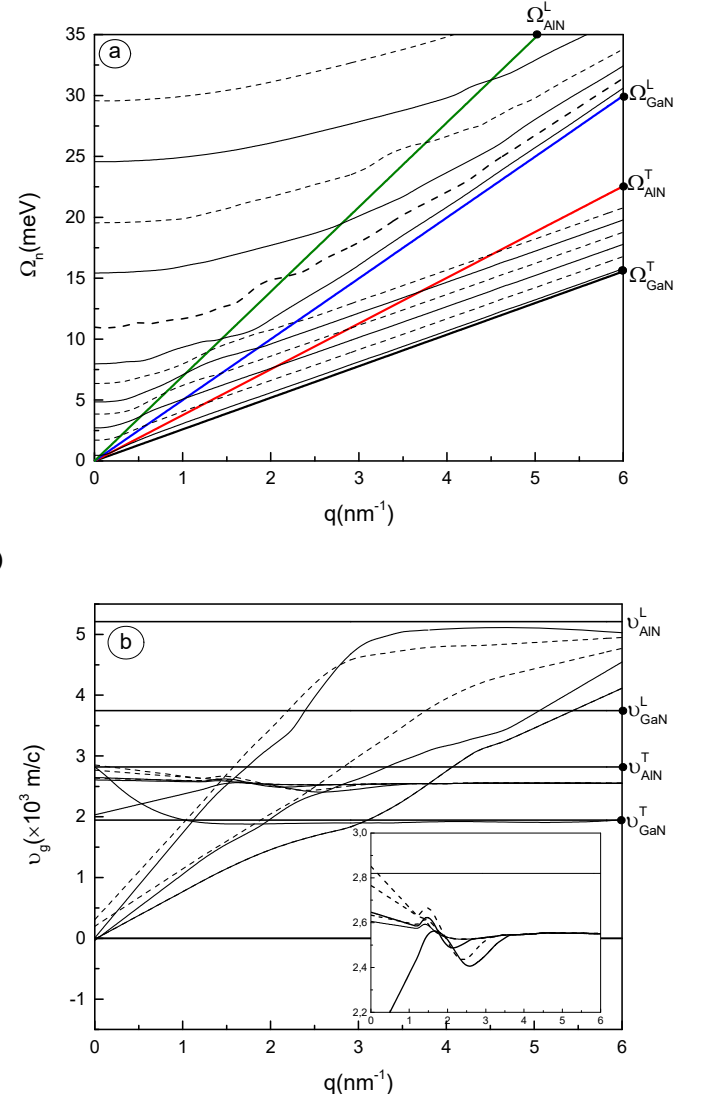 Ω^L_AlN
a
35
30
25
20
15
10
5
0
Ω_n(meV)
Ω^L_GaN
Ω^T_AlN
Ω^T_GaN
0 1 2 3 4 5 6
q(nm^-1)
)
b
5
4
3
2
1
0
-1
υ_g(×10^3 m/c)
υ^L_AlN
υ^L_GaN
υ^T_AlN
υ^T_GaN
3,0
2,8
2,6
2,4
2,2
0 1 2 3 4 5 6
0 1 2 3 4 5 6
q(nm^-1)